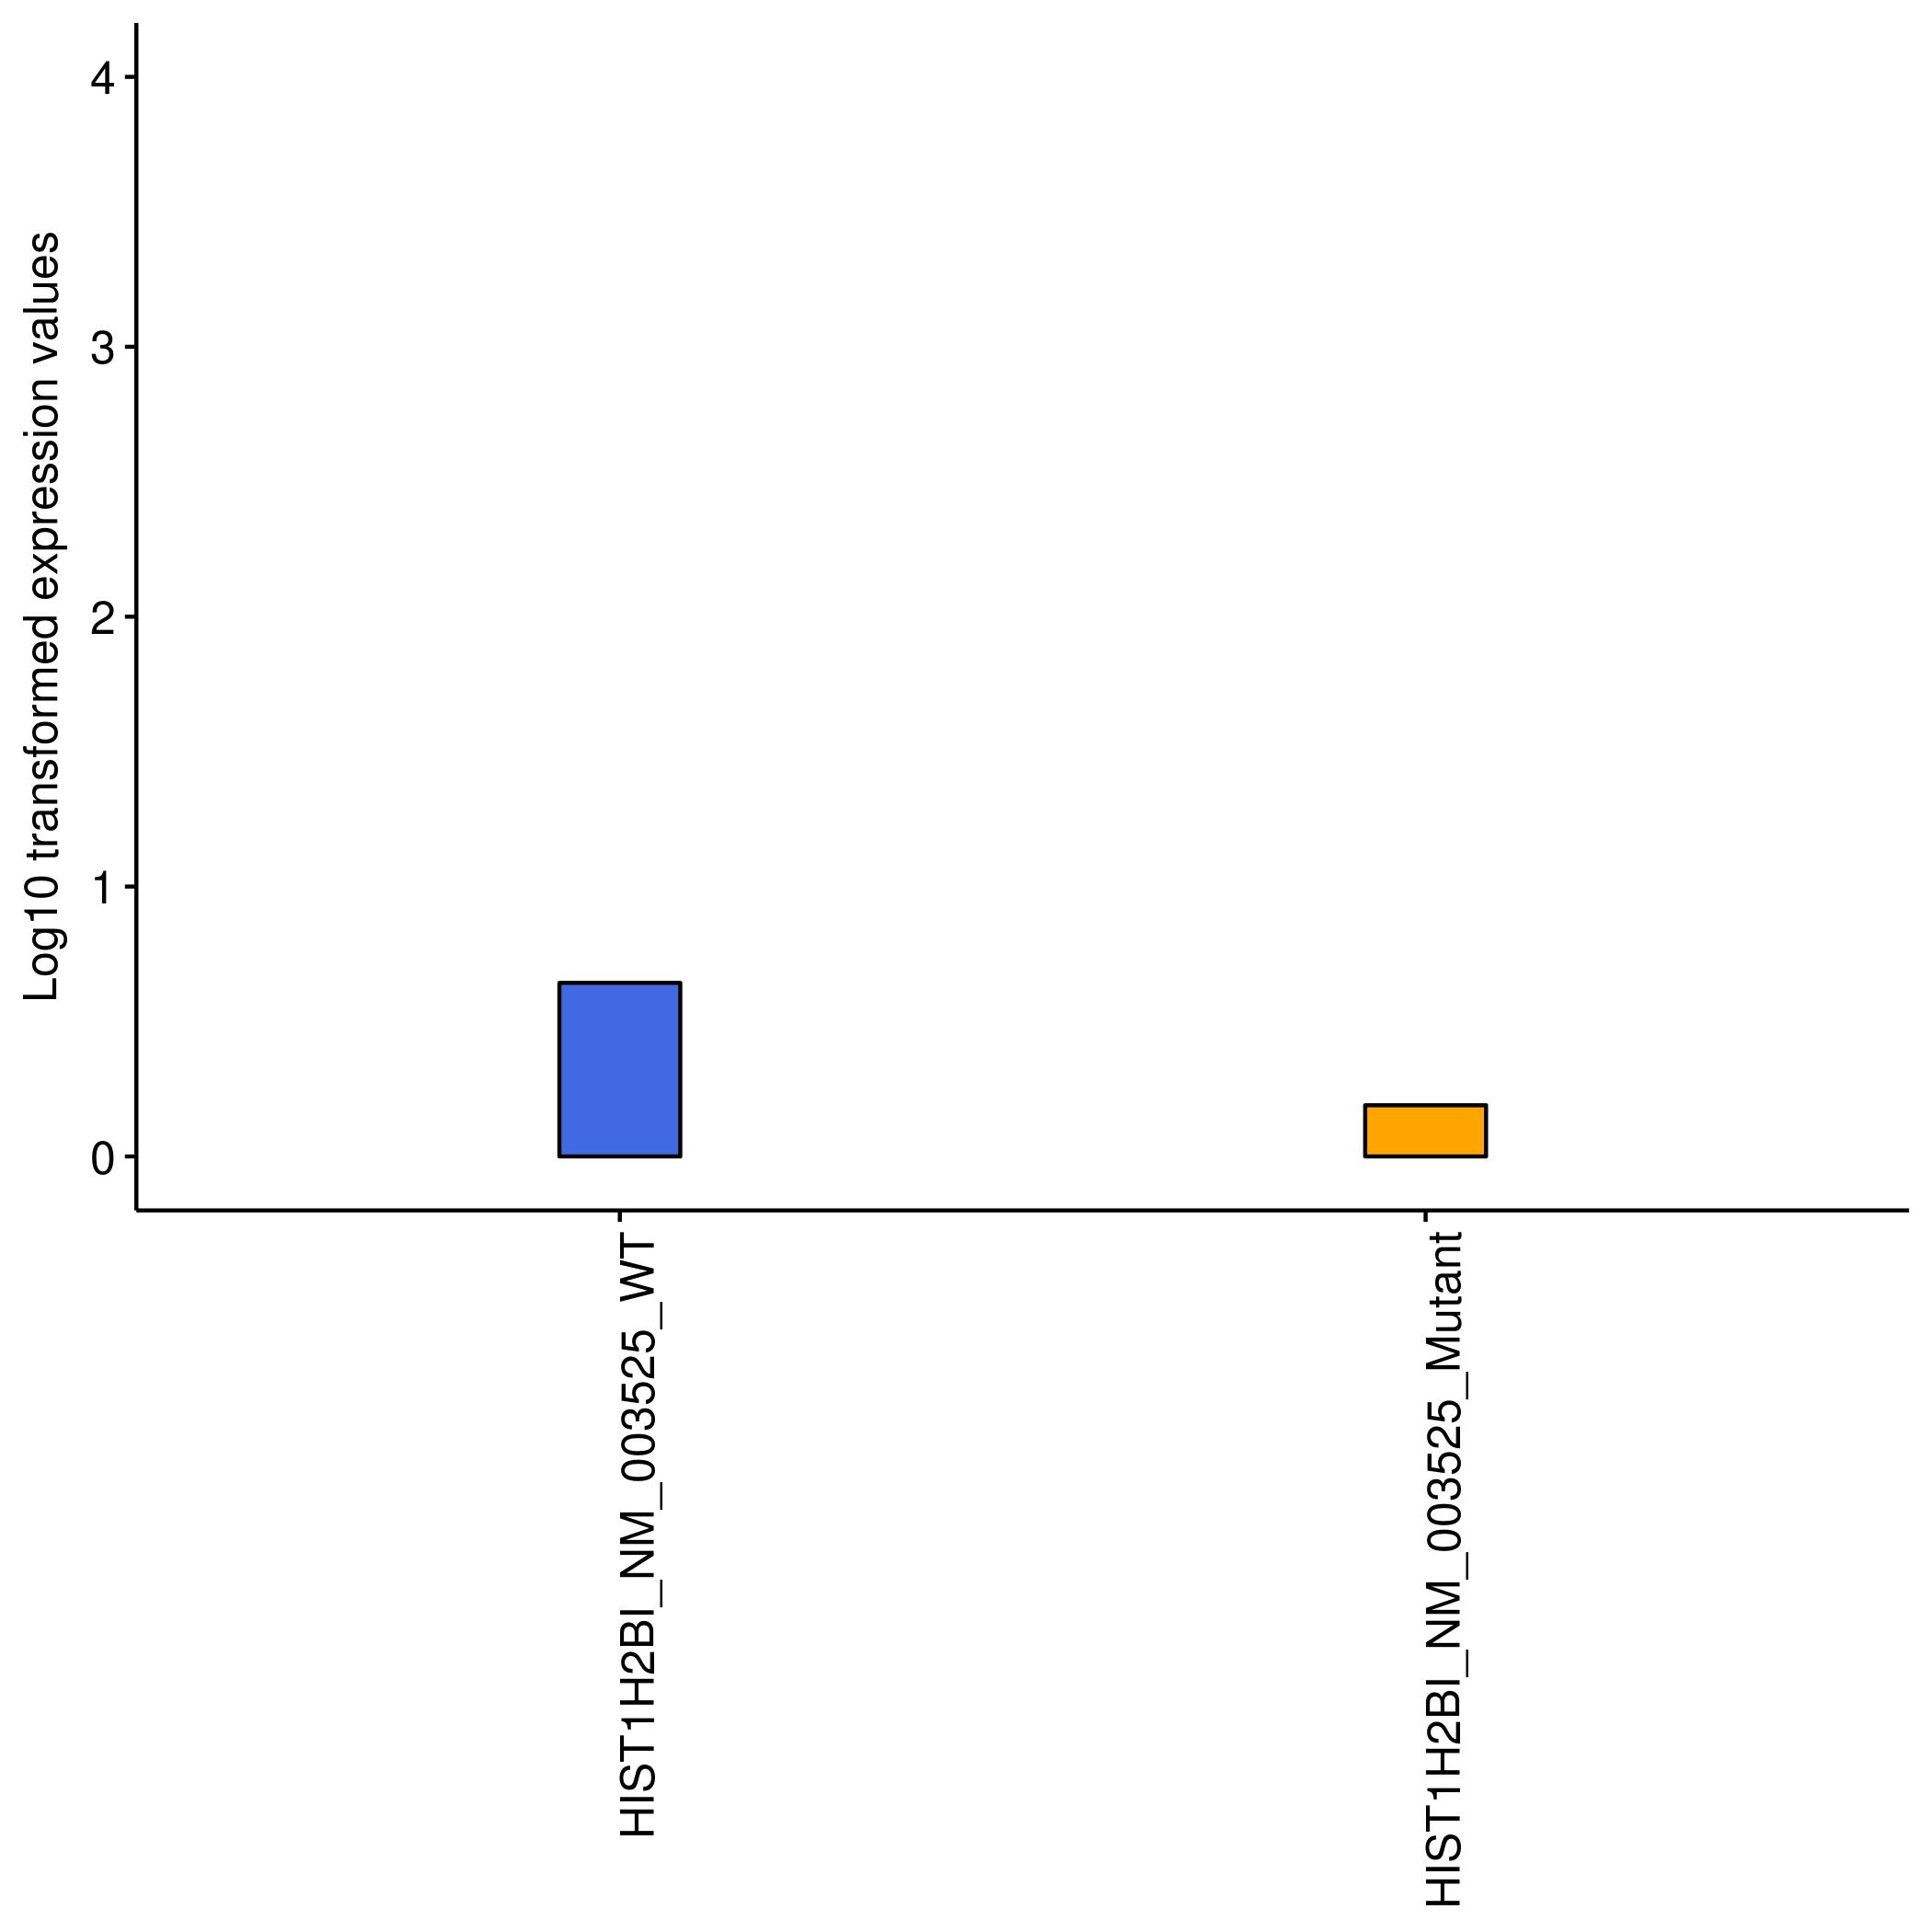 Log10 transformed expression values
4
3
2
1
0
HIST1H2BI_NM_003525_WT
HIST1H2BI_NM_003525_Mutant